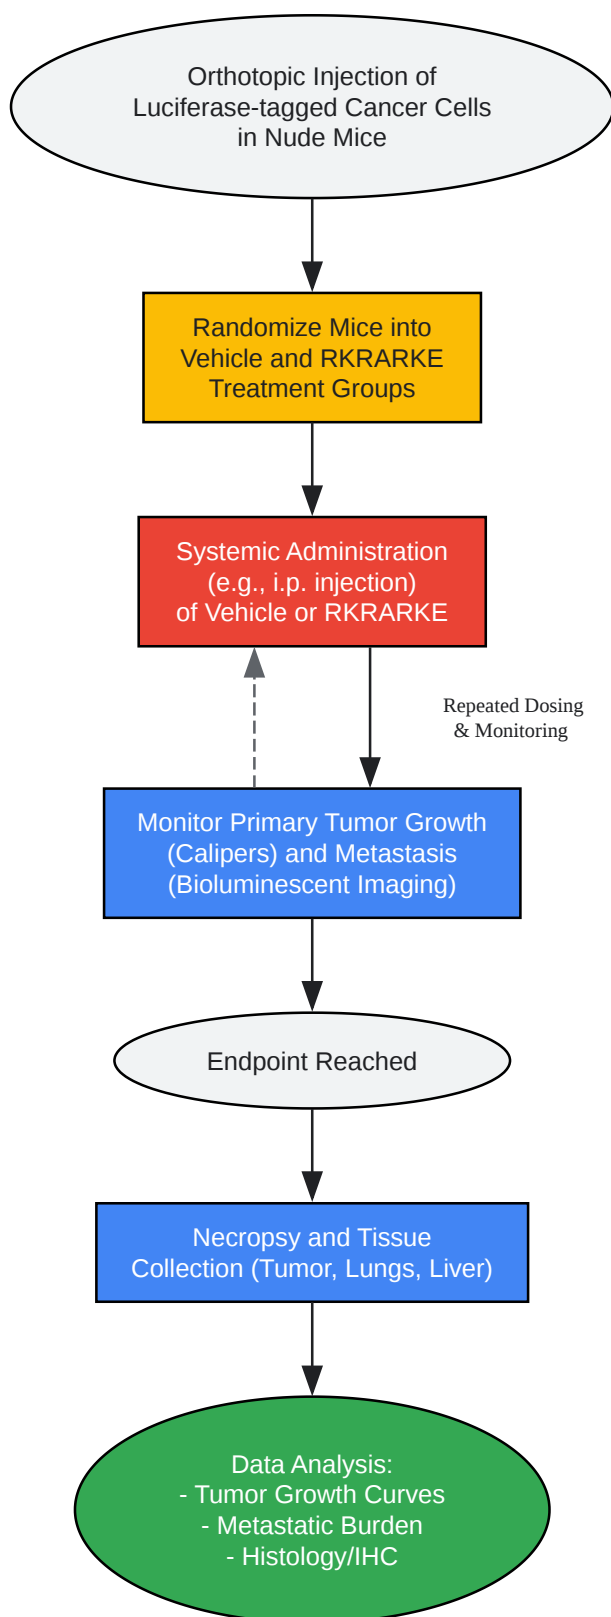 Orthotopic Injection of
Luciferase-tagged Cancer Cells
in Nude Mice
Randomize Mice into
Vehicle and RKRARKE
Treatment Groups
Systemic Administration
(e.g., i.p. injection)
of Vehicle or RKRARKE
Repeated Dosing
& Monitoring
Monitor Primary Tumor Growth
(Calipers) and Metastasis
(Bioluminescent Imaging)
Endpoint Reached
Necropsy and Tissue
Collection (Tumor, Lungs, Liver)
Data Analysis:
- Tumor Growth Curves
- Metastatic Burden
- Histology/IHC